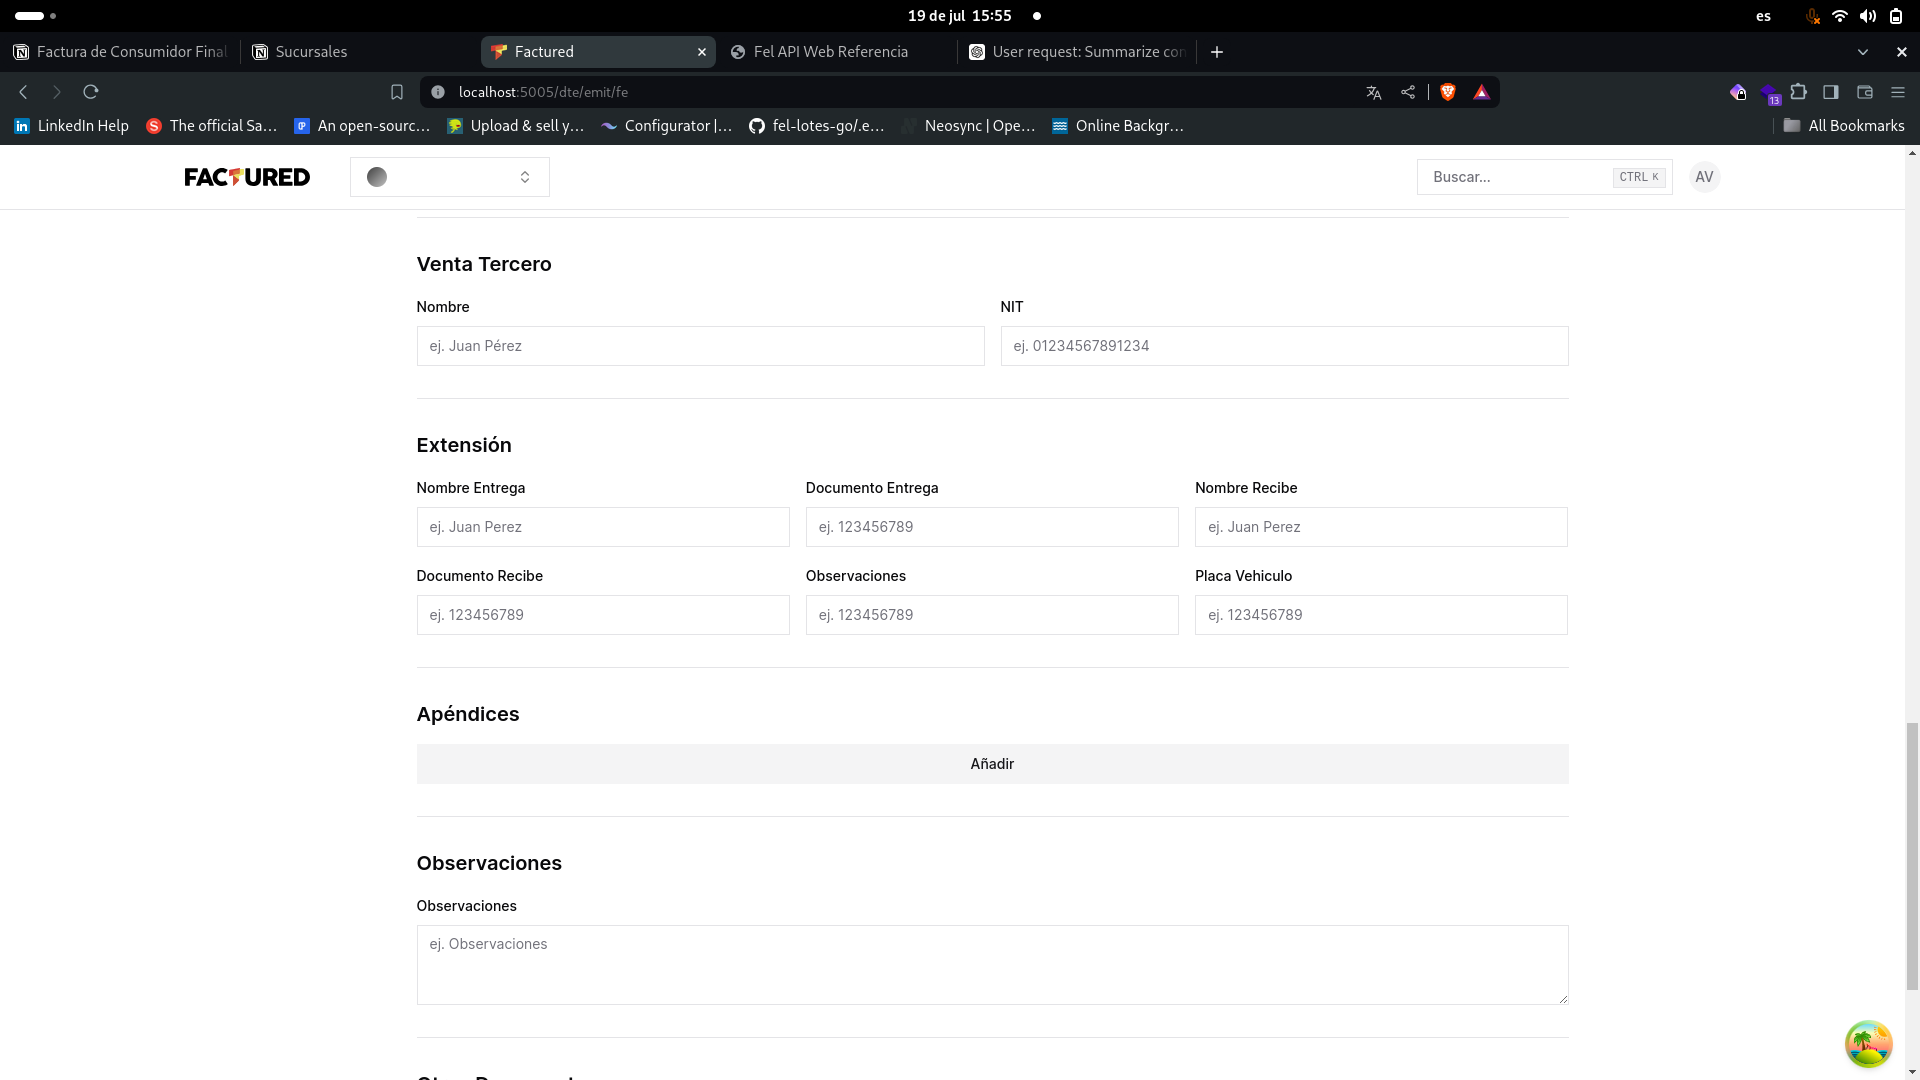 19 de jul 15:55
es
Factura de Consumidor Final
Sucursales
Factured
Fel API Web Referencia
User request: Summarize con
localhost:5005/dte/emit/fe
13
LinkedIn Help
The official Sa…
An open-sourc…
Upload & sell y…
Configurator |…
fel-lotes-go/.e…
Neosync | Ope…
Online Backgr…
All Bookmarks
FACTURED
Buscar...
CTRL K
AV
Venta Tercero
Nombre
NIT
ej. Juan Pérez
ej. 01234567891234
Extensión
Nombre Entrega
Documento Entrega
Nombre Recibe
ej. Juan Perez
ej. 123456789
ej. Juan Perez
Documento Recibe
Observaciones
Placa Vehiculo
ej. 123456789
ej. 123456789
ej. 123456789
Apéndices
Añadir
Observaciones
Observaciones
ej. Observaciones